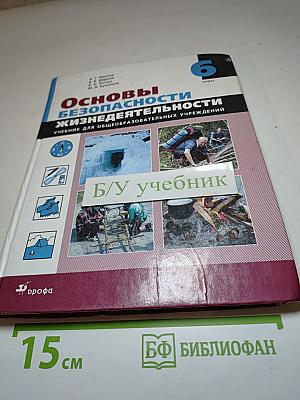 6
класс
ОСНОВЫ
БЕЗОПАСНОСТИ
ЖИЗНЕДЕЯТЕЛЬНОСТИ
УЧЕБНИК ДЛЯ ОБЩЕОБРАЗОВАТЕЛЬНЫХ УЧРЕЖДЕНИЙ
Б/У учебник
дрофа
15 СМ
БФ БИБЛИОФАН